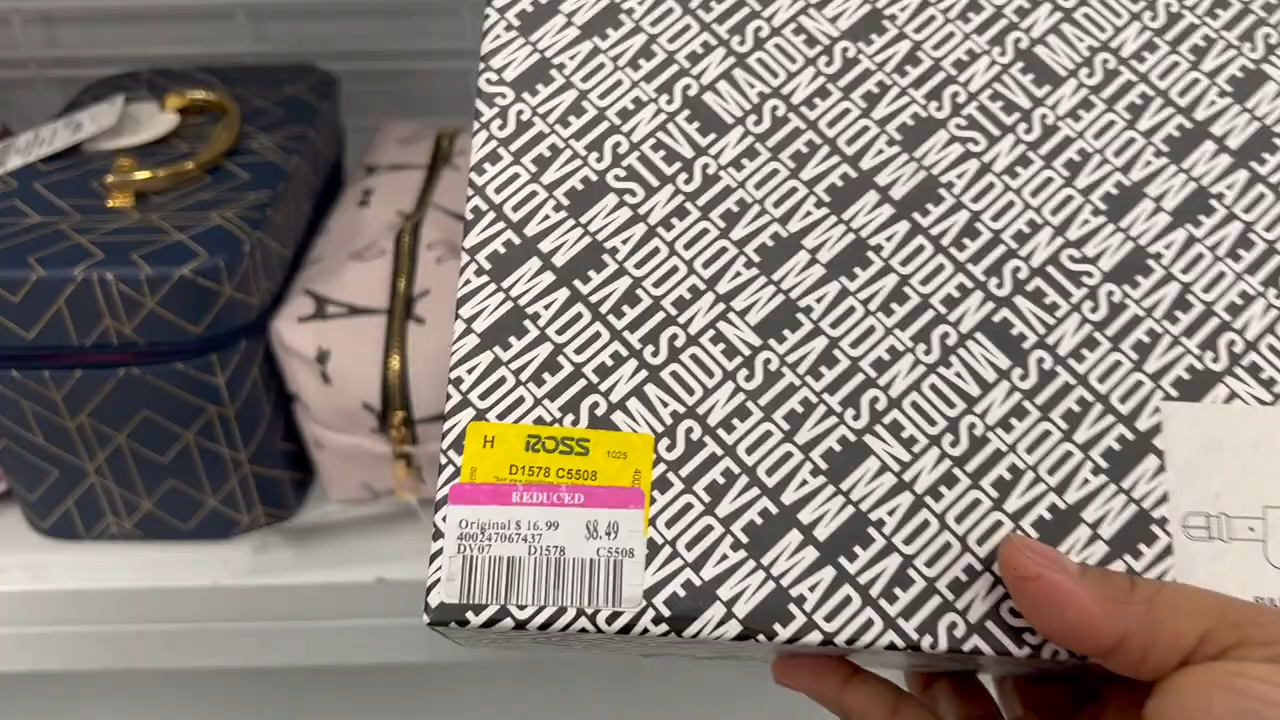 STEVE MADDEN
H ROSS 1025
D1578 C5508
REDUCED
Original $ 16.99 $8.49
400247067437
DV07 D1578 C5508